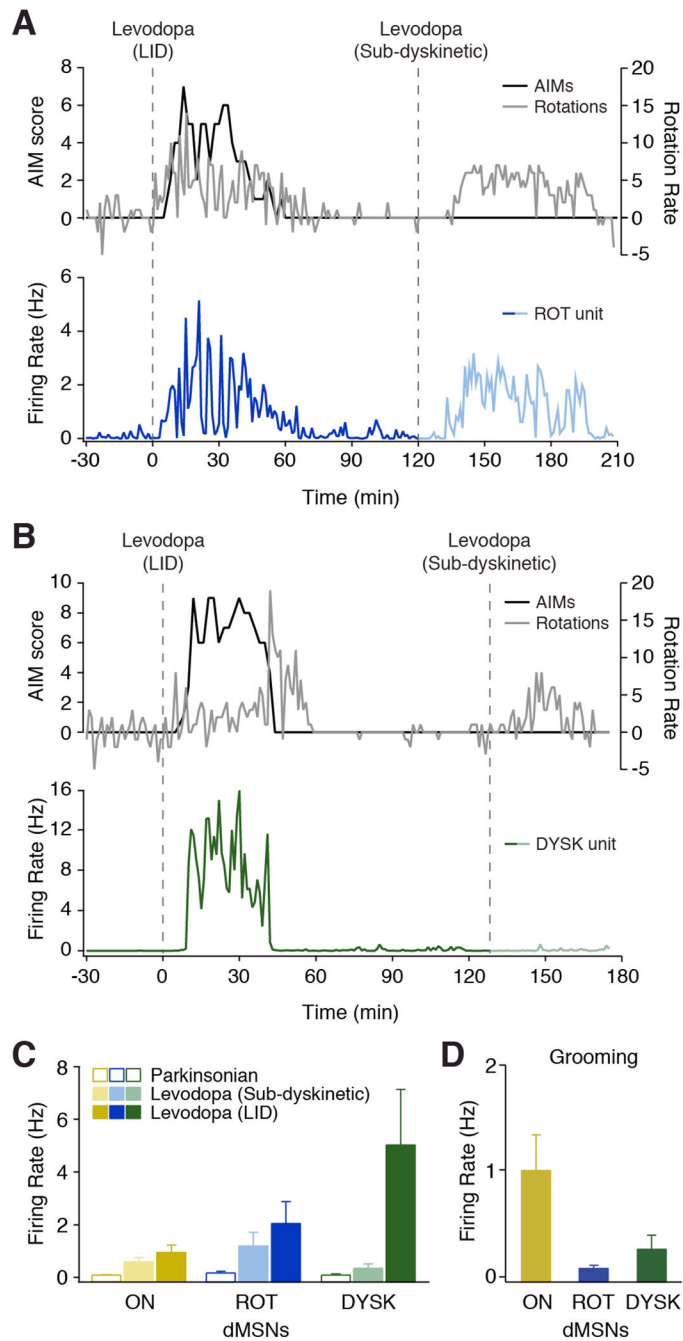 A
Levodopa
(LID)
Levodopa
(Sub-dyskinetic)
8
6
4
2
0
AIM score
AIMs
Rotations
20
15
10
5
0
-5
Rotation Rate
6
4
2
0
Firing Rate (Hz)
ROT unit
-30 0 30 60 90 120 150 180 210
Time (min)
B
Levodopa
(LID)
Levodopa
(Sub-dyskinetic)
10
8
6
4
2
0
AIM score
AIMs
Rotations
20
15
10
5
0
-5
Rotation Rate
16
12
8
4
0
Firing Rate (Hz)
DYSK unit
-30 0 30 60 90 120 150 180
Time (min)
C
8
6
4
2
0
Firing Rate (Hz)
Parkinsonian
Levodopa (Sub-dyskinetic)
Levodopa (LID)
ON ROT DYSK
dMSNs
D
Grooming
2
1
0
Firing Rate (Hz)
ON ROT DYSK
dMSNs